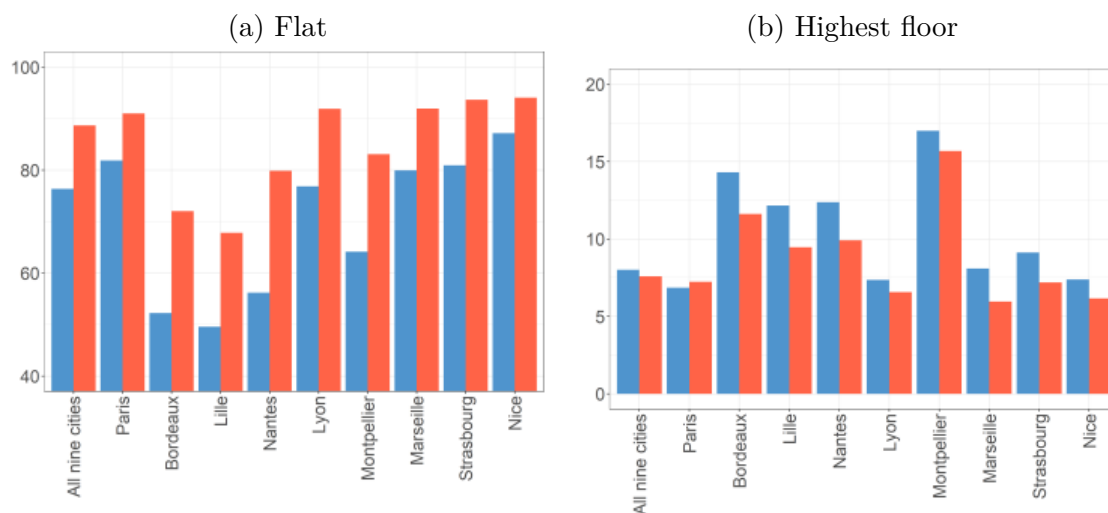 (a) Flat
100
80
60
40
All nine cities
Paris
Bordeaux
Lille
Nantes
Lyon
Montpellier
Marseille
Strasbourg
Nice
(b) Highest floor
20
15
10
5
0
All nine cities
Paris
Bordeaux
Lille
Nantes
Lyon
Montpellier
Marseille
Strasbourg
Nice